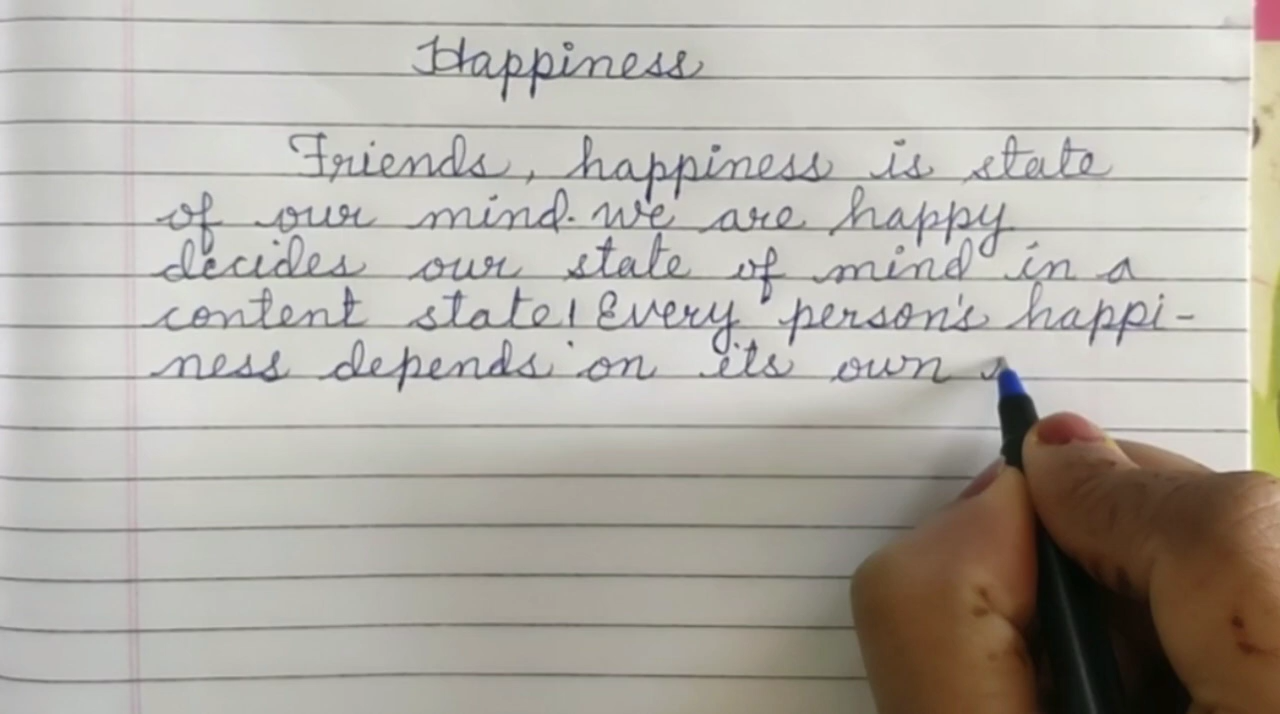 Happiness
Friends, happiness is state
of our mind. we are happy
decides our state of mind in a
content state! Every person's happi-
ness depends on its own